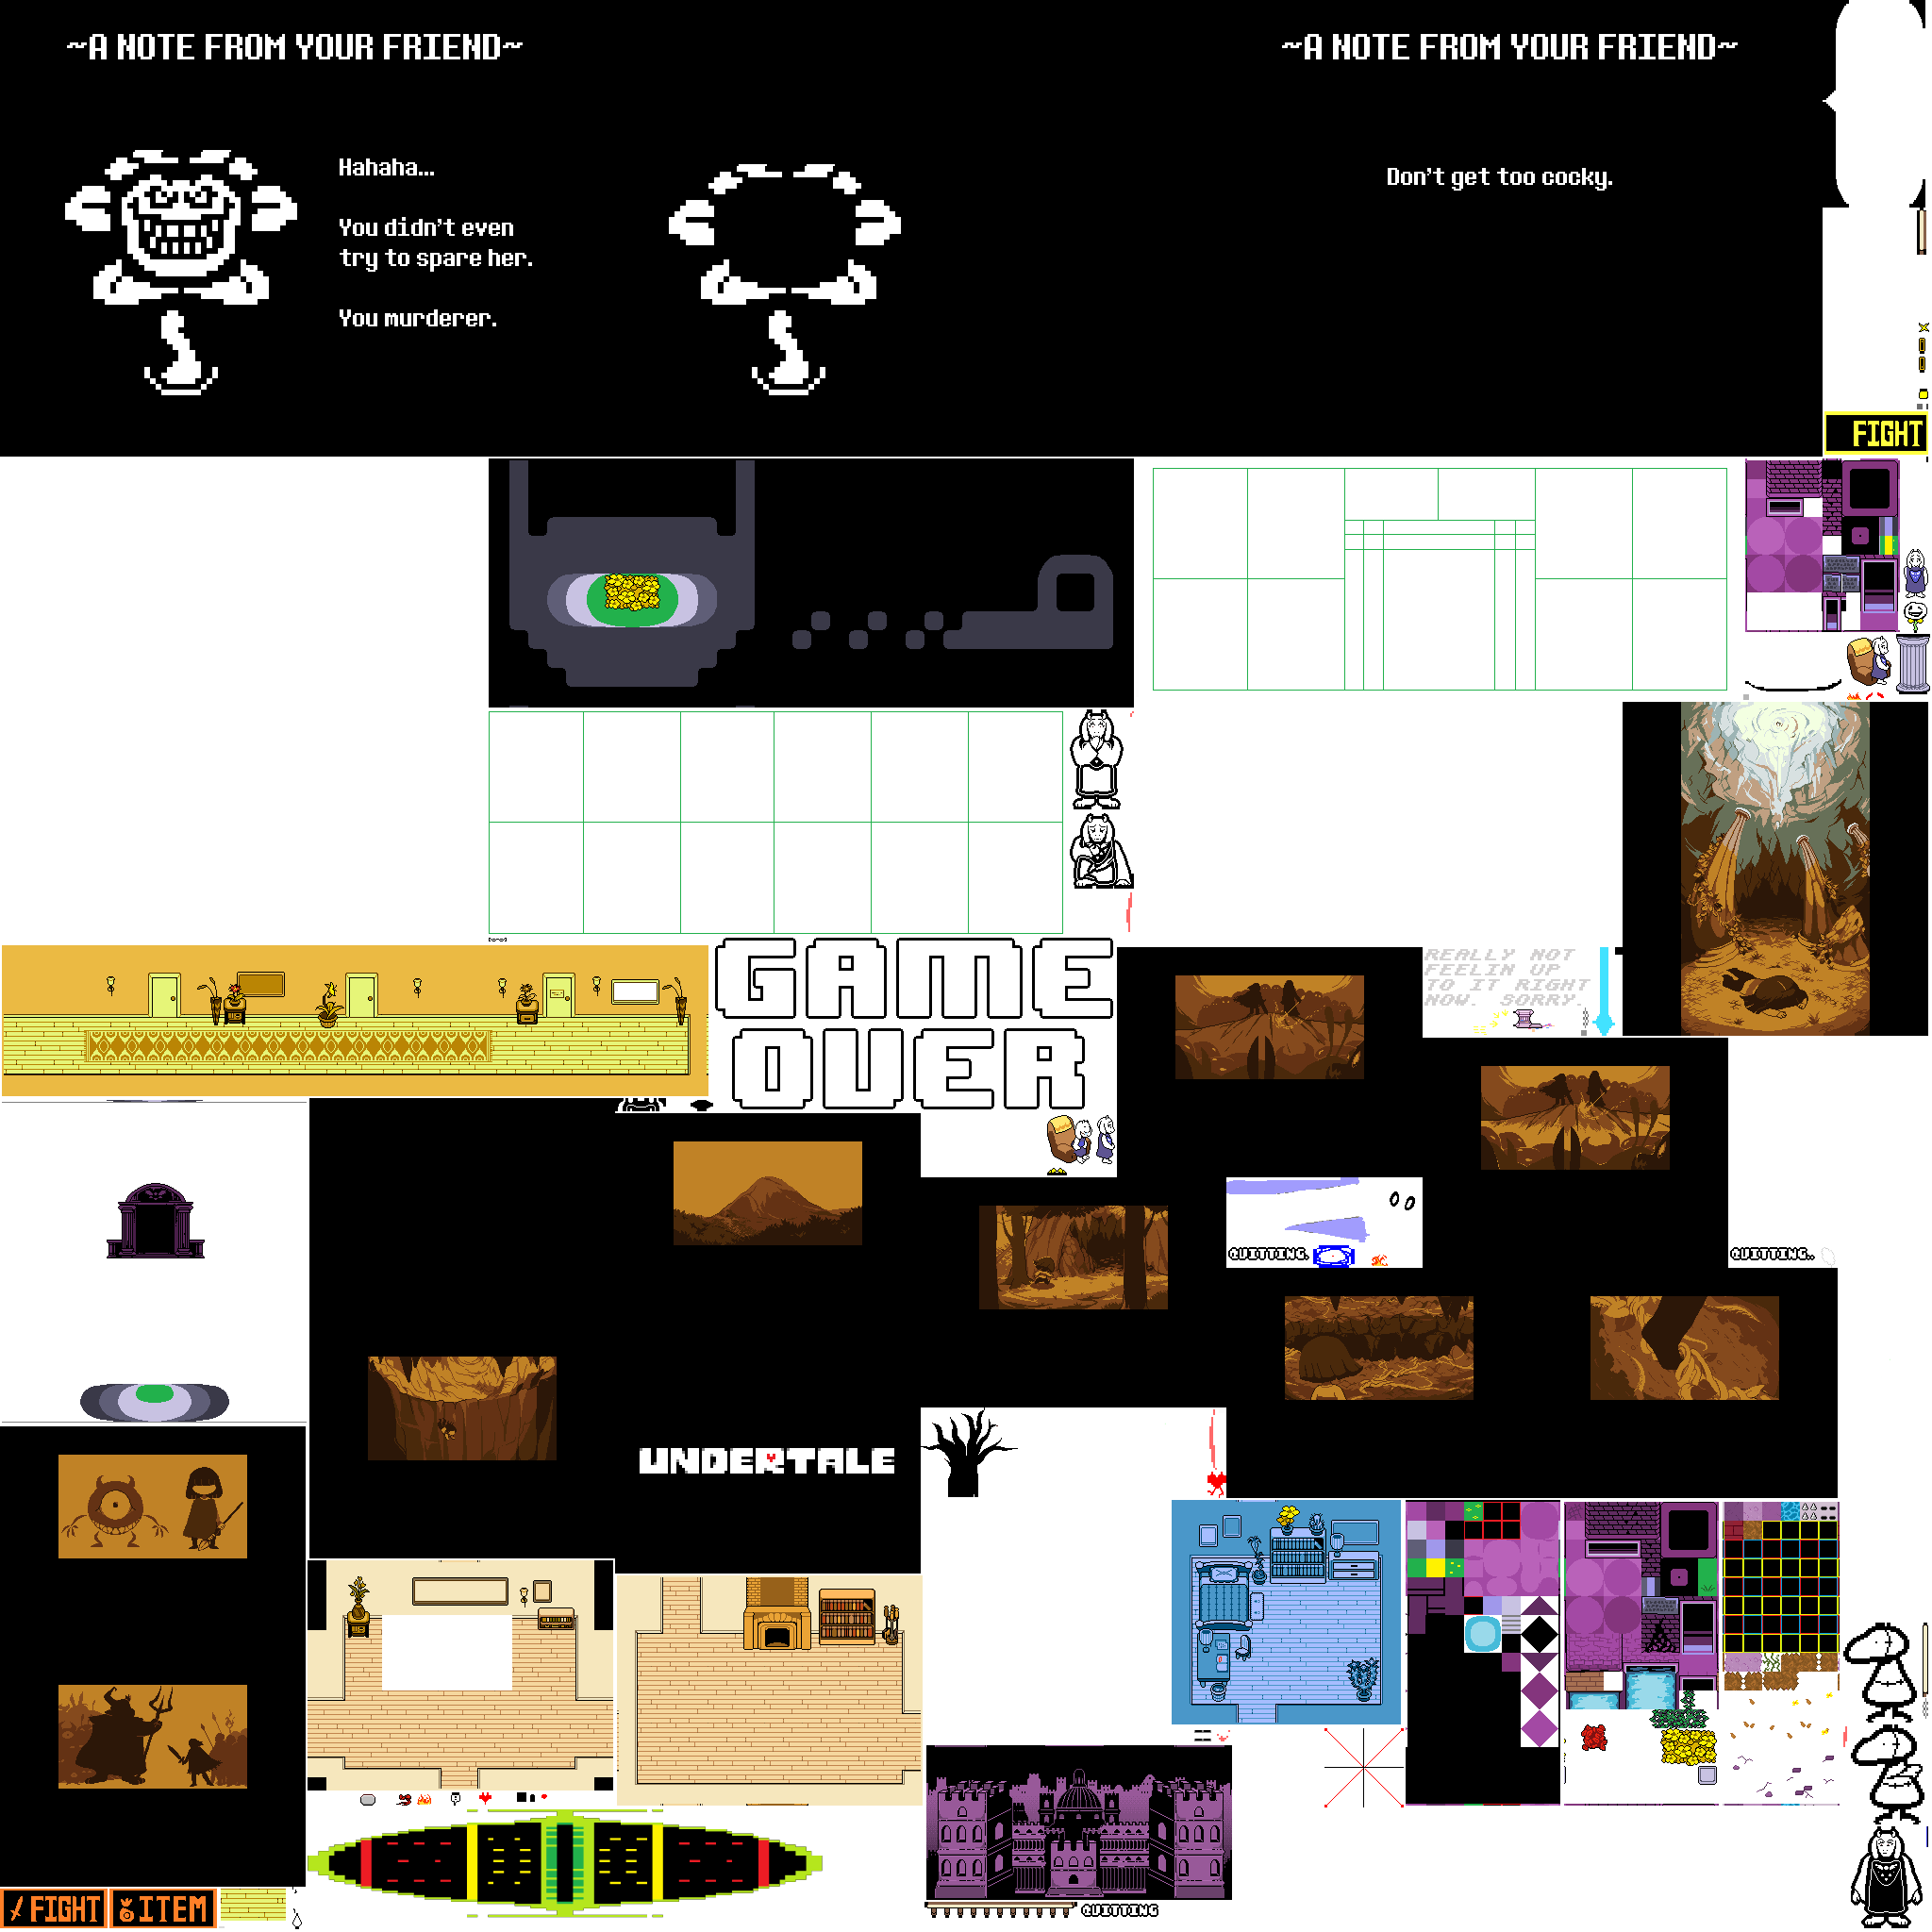 ~A NOTE FROM YOUR FRIEND~
Hahaha...
You didn't even
try to spare her.
You murderer.
~A NOTE FROM YOUR FRIEND~
Don't get too cocky.
FIGHT
GAME
OVER
REALLY NOT
FEELIN UP
TO IT RIGHT
NOW. SORRY.
QUITTING.
QUITTING..
UNDERTALE
FIGHT
ITEM
QUITTING